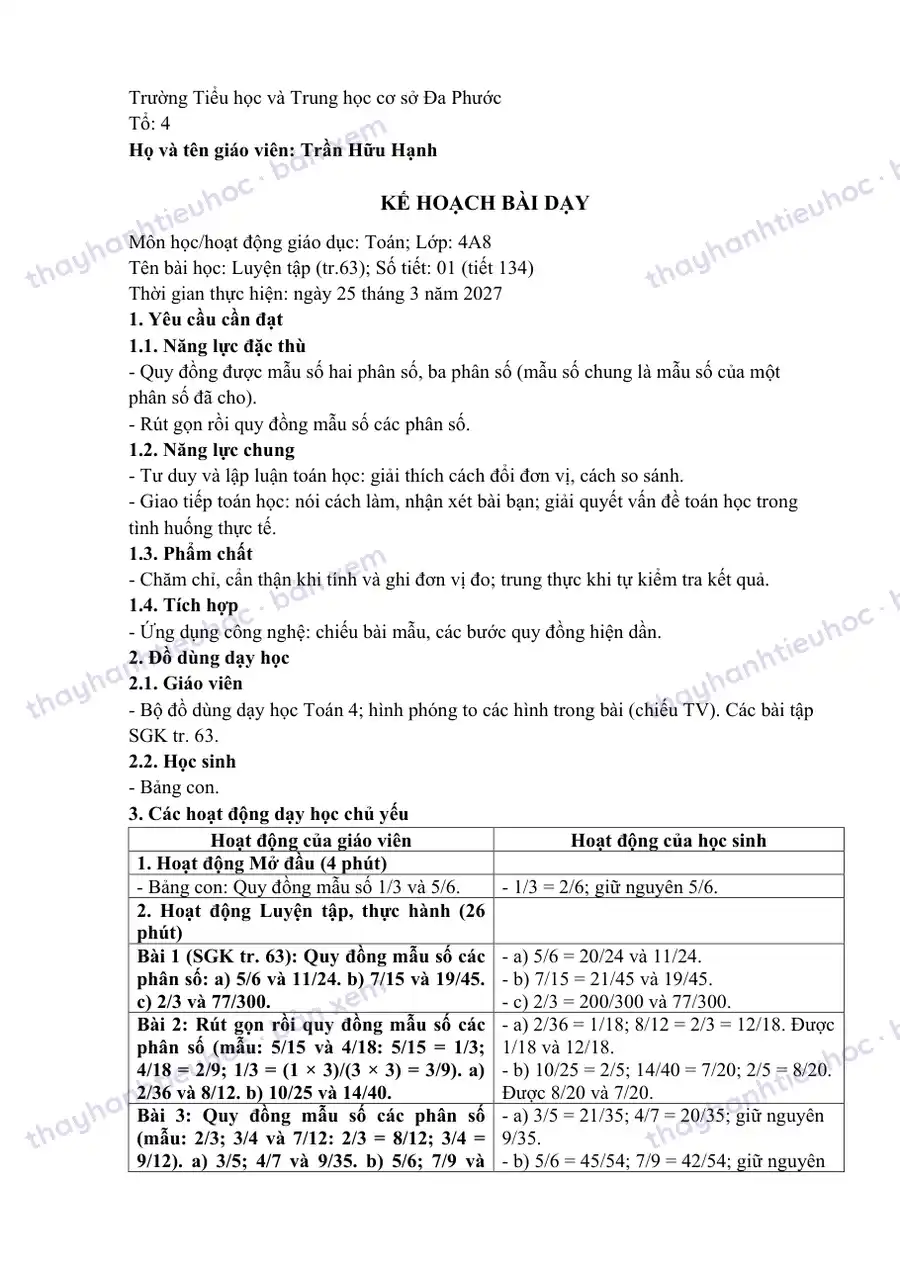 Trường Tiểu học và Trung học cơ sở Đa Phước
Tổ: 4
Họ và tên giáo viên: Trần Hữu Hạnh
KẾ HOẠCH BÀI DẠY
Môn học/hoạt động giáo dục: Toán; Lớp: 4A8
Tên bài học: Luyện tập (tr.63); Số tiết: 01 (tiết 134)
Thời gian thực hiện: ngày 25 tháng 3 năm 2027
1. Yêu cầu cần đạt
1.1. Năng lực đặc thù
- Quy đồng được mẫu số hai phân số, ba phân số (mẫu số chung là mẫu số của một
phân số đã cho).
- Rút gọn rồi quy đồng mẫu số các phân số.
1.2. Năng lực chung
- Tư duy và lập luận toán học: giải thích cách đổi đơn vị, cách so sánh.
- Giao tiếp toán học: nói cách làm, nhận xét bài bạn; giải quyết vấn đề toán học trong
tình huống thực tế.
1.3. Phẩm chất
- Chăm chỉ, cẩn thận khi tính và ghi đơn vị đo; trung thực khi tự kiểm tra kết quả.
1.4. Tích hợp
- Ứng dụng công nghệ: chiếu bài mẫu, các bước quy đồng hiện dần.
2. Đồ dùng dạy học
2.1. Giáo viên
- Bộ đồ dùng dạy học Toán 4; hình phóng to các hình trong bài (chiếu TV). Các bài tập
SGK tr. 63.
2.2. Học sinh
- Bảng con.
3. Các hoạt động dạy học chủ yếu
Hoạt động của giáo viên
Hoạt động của học sinh
1. Hoạt động Mở đầu (4 phút)
- Bảng con: Quy đồng mẫu số 1/3 và 5/6.
- 1/3 = 2/6; giữ nguyên 5/6.
2. Hoạt động Luyện tập, thực hành (26
phút)
Bài 1 (SGK tr. 63): Quy đồng mẫu số các
phân số: a) 5/6 và 11/24. b) 7/15 và 19/45.
c) 2/3 và 77/300.
- a) 5/6 = 20/24 và 11/24.
- b) 7/15 = 21/45 và 19/45.
- c) 2/3 = 200/300 và 77/300.
Bài 2: Rút gọn rồi quy đồng mẫu số các
phân số (mẫu: 5/15 và 4/18: 5/15 = 1/3;
4/18 = 2/9; 1/3 = (1 × 3)/(3 × 3) = 3/9). a)
2/36 và 8/12. b) 10/25 và 14/40.
- a) 2/36 = 1/18; 8/12 = 2/3 = 12/18. Được
1/18 và 12/18.
- b) 10/25 = 2/5; 14/40 = 7/20; 2/5 = 8/20.
Được 8/20 và 7/20.
Bài 3: Quy đồng mẫu số các phân số
(mẫu: 2/3; 3/4 và 7/12: 2/3 = 8/12; 3/4 =
9/12). a) 3/5; 4/7 và 9/35. b) 5/6; 7/9 và
- a) 3/5 = 21/35; 4/7 = 20/35; giữ nguyên
9/35.
- b) 5/6 = 45/54; 7/9 = 42/54; giữ nguyên
thayhanhtieuhoc · bản xem
thayhanhtieuhoc · b
thayhanhtieuhoc · bản xem
thayhanhtieuhoc · b
thayhanhtieuhoc · bản xem
thayhanhtieuhoc · b